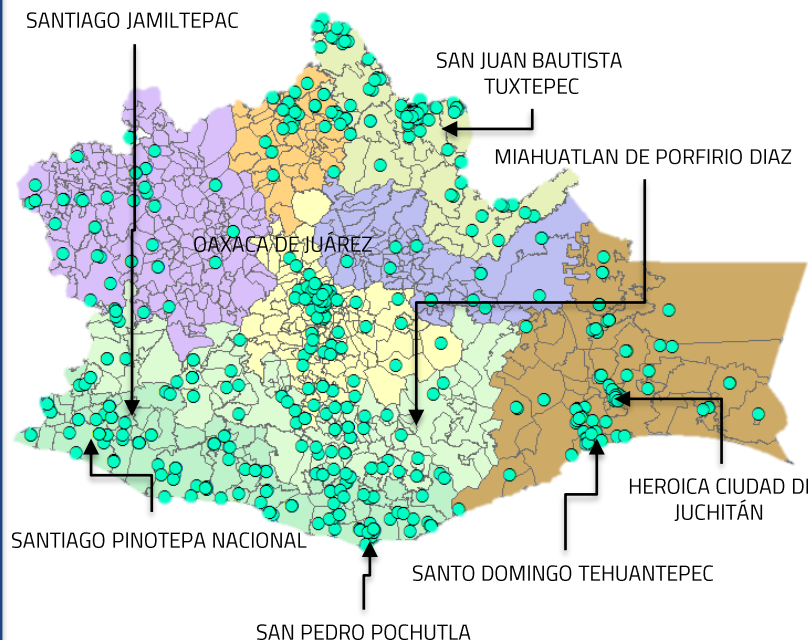 SANTIAGO JAMILTEPAC
SAN JUAN BAUTISTA
TUXTEPEC
MIAHUATLAN DE PORFIRIO DIAZ
OAXACA DE JUÁREZ
HEROICA CIUDAD DE
JUCHITÁN
SANTIAGO PINOTEPA NACIONAL
SANTO DOMINGO TEHUANTEPEC
SAN PEDRO POCHUTLA